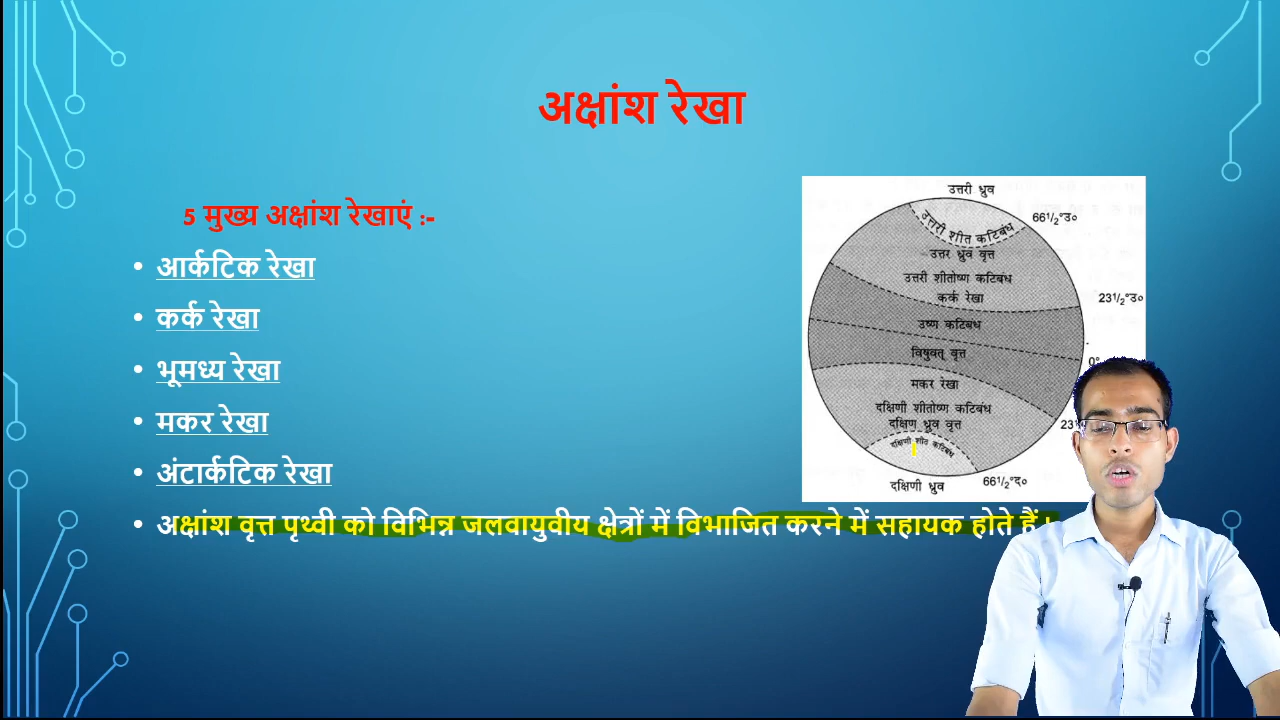 अक्षांश रेखा
5 मुख्य अक्षांश रेखाएं :-
• आर्कटिक रेखा
• कर्क रेखा
• भूमध्य रेखा
• मकर रेखा
• अंटार्कटिक रेखा
• अक्षांश वृत्त पृथ्वी को विभिन्न जलवायुवीय क्षेत्रों में विभाजित करने में सहायक होते हैं।
उत्तरी ध्रुव
66½°उ०
उत्तरी शीत कटिबंध
उत्तर ध्रुव वृत्त
उत्तरी शीतोष्ण कटिबंध
कर्क रेखा
23½°उ०
उष्ण कटिबंध
विषुवत् वृत्त
0°
मकर रेखा
दक्षिणी शीतोष्ण कटिबंध
दक्षिण ध्रुव वृत्त
दक्षिणी शीत कटिबंध
दक्षिणी ध्रुव
66½°द०